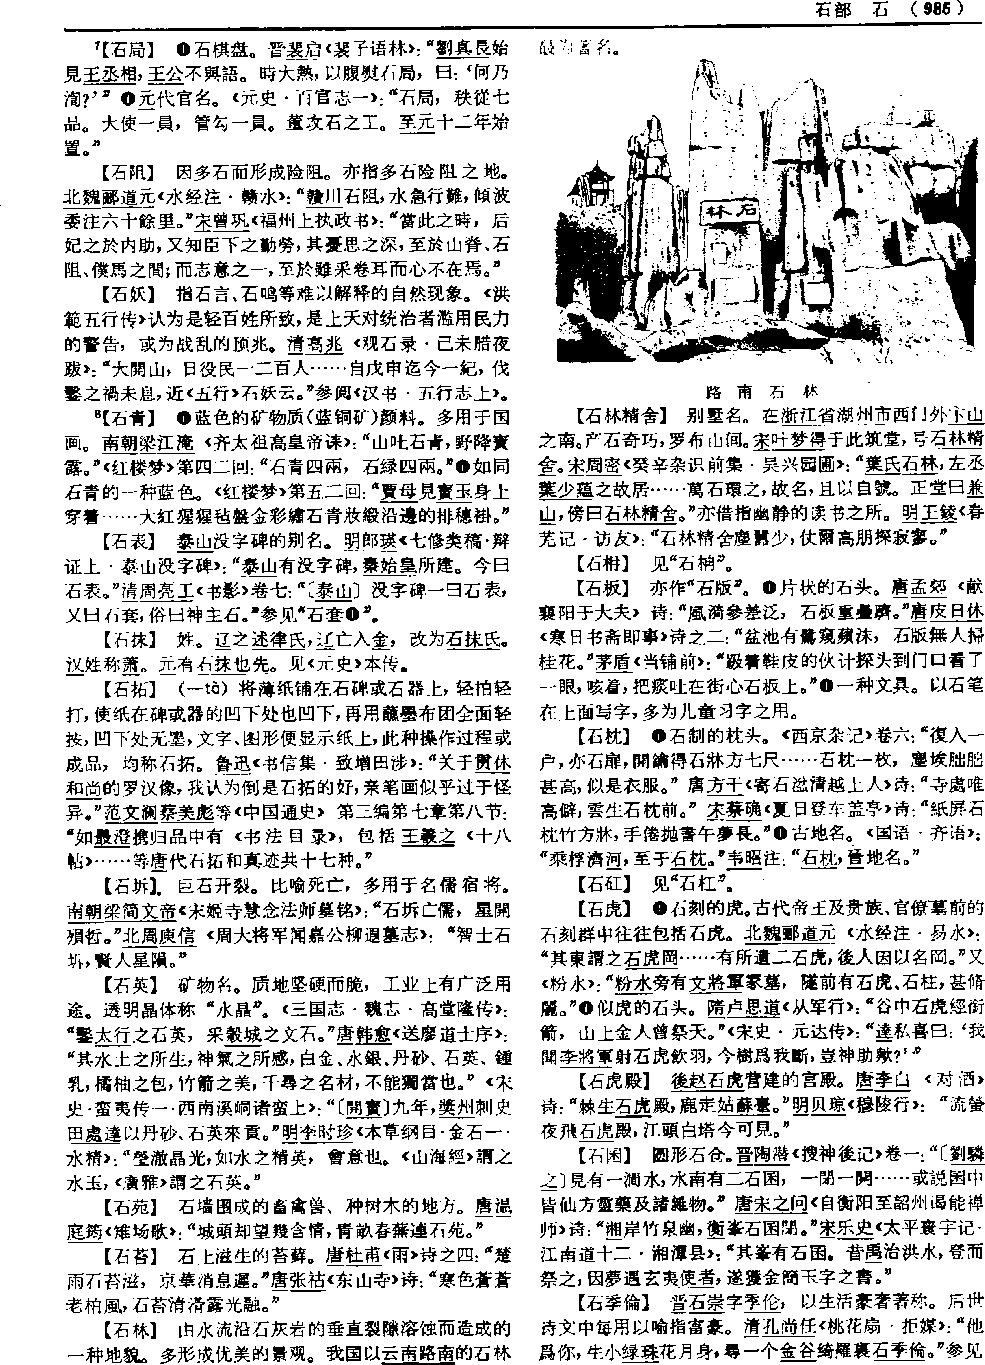 石部 石 (985)
⁷【石局】 ❶石棋盘。晋裴启《裴子语林》：“劉真長始
見王丞相，王公不與語。時大熱，以腹熨石局，曰：‘何乃
渹？’” ❷元代官名。《元史·百官志一》：“石局，秩從七
品。大使一員，管勾一員。董攻石之工。至元十二年始
置。”
【石阻】 因多石而形成险阻。亦指多石险阻之地。
北魏郦道元《水经注·赣水》：“贛川石阻，水急行難，傾波
委注六十餘里。”宋曾巩《福州上执政书》：“當此之時，后
妃之於内助，又知臣下之勤勞，其憂思之深，至於山脊、石
阻、僕馬之間；而志意之一，至於雖采卷耳而心不在焉。”
【石妖】 指石言、石鸣等难以解释的自然现象。《洪
範五行传》认为是轻百姓所致，是上天对统治者滥用民力
的警告，或为战乱的预兆。清高兆《观石录·己未腊夜
跋》：“大開山，日役民一二百人……自戊申迄今一紀，伐
鑿之禍未息，近《五行》石妖云。”参阅《汉书·五行志上》。
⁸【石青】 ❶蓝色的矿物质（蓝铜矿）颜料。多用于国
画。南朝梁江淹《齐太祖高皇帝诔》：“山吐石青，野降寶
露。”《红楼梦》第四二回：“石青四兩，石绿四兩。”❷如同
石青的一种蓝色。《红楼梦》第五二回：“賈母見寳玉身上
穿着……大紅猩猩毡盤金彩繡石青妝緞沿邊的排穗褂。”
【石表】 泰山没字碑的别名。明郎瑛《七修类稿·辩
证上·泰山没字碑》：“泰山有没字碑，秦始皇所建。今曰
石表。”清周亮工《书影》卷七：“〔泰山〕没字碑一曰石表，
又曰石套，俗曰神主石。”参见“石套❶”。
【石抹】 姓。辽之述律氏，辽亡入金，改为石抹氏。
汉姓称萧。元有石抹也先。见《元史》本传。
【石拓】 （—tà）将薄纸铺在石碑或石器上，轻拍轻
打，使纸在碑或器的凹下处也凹下，再用蘸墨布团全面轻
按，凹下处无墨，文字、图形便显示纸上，此种操作过程或
成品，均称石拓。鲁迅《书信集·致增田涉》：“关于贯休
和尚的罗汉像，我认为倒是石拓的好，亲笔画似乎过于怪
异。”范文澜蔡美彪等《中国通史》第三编第七章第八节：
“如最澄携归品中有《书法目录》，包括王羲之《十八
帖》……等唐代石拓和真迹共十七种。”
【石坼】 巨石开裂。比喻死亡，多用于名儒宿将。
南朝梁简文帝《宋姬寺慧念法师墓铭》：“石坼亡儒，星開
殞哲。”北周庾信《周大将军闻嘉公柳遐墓志》：“智士石
坼，賢人星隕。”
【石英】 矿物名。质地坚硬而脆，工业上有广泛用
途。透明晶体称“水晶”。《三国志·魏志·高堂隆传》：
“鑿太行之石英，采穀城之文石。”唐韩愈《送廖道士序》：
“其水土之所生，神氣之所感，白金、水銀、丹砂、石英、鍾
乳，橘柚之包，竹箭之美，千尋之名材，不能獨當也。”《宋
史·蛮夷传一·西南溪峒诸蛮上》：“〔開寶〕九年，奬州刺史
田處達以丹砂、石英來貢。”明李时珍《本草纲目·金石一·
水精》：“瑩澈晶光，如水之精英，會意也。《山海經》謂之
水玉，《廣雅》謂之石英。”
【石苑】 石墙围成的畜禽兽、种树木的地方。唐温
庭筠《雉场歌》：“城頭却望幾含情，青畝春蕪連石苑。”
【石苔】 石上滋生的苔藓。唐杜甫《雨》诗之四：“楚
雨石苔滋，京華消息遲。”唐张祜《东山寺》诗：“寒色蒼蒼
老柏風，石苔清滑露光融。”
【石林】 由水流沿石灰岩的垂直裂隙溶蚀而造成的
一种地貌。多形成优美的景观。我国以云南路南的石林
最为著名。
石林
路南石林
【石林精舍】 别墅名。在浙江省湖州市西门外卞山
之南。产石奇巧，罗布山间。宋叶梦得于此筑堂，号石林精
舍。宋周密《癸辛杂识前集·吴兴园圃》：“葉氏石林，左丞
葉少藴之故居……萬石環之，故名，且以自號。正堂曰兼
山，傍曰石林精舍。”亦借指幽静的读书之所。明王錂《春
芜记·访友》：“石林精舍塵囂少，仗爾高朋探寂寥。”
【石枏】 见“石楠”。
【石板】 亦作“石版”。❶片状的石头。唐孟郊《献
襄阳于大夫》诗：“風漪參差泛，石板重疊躋。”唐皮日休
《寒日书斋即事》诗之二：“盆池有鷺窺蘋沫，石版無人掃
桂花。”茅盾《当铺前》：“趿着鞋皮的伙计探头到门口看了
一眼，咳着，把痰吐在街心石板上。”❷一种文具。以石笔
在上面写字，多为儿童习字之用。
【石枕】 ❶石制的枕头。《西京杂记》卷六：“復入一
户，亦石扉，開鑰得石牀方七尺……石枕一枚，塵埃朏朏
甚高，似是衣服。”唐方干《寄石湓清越上人》诗：“寺處唯
高僻，雲生石枕前。”宋蔡确《夏日登车盖亭》诗：“紙屏石
枕竹方牀，手倦抛書午夢長。”❷古地名。《国语·齐语》：
“乘桴濟河，至于石枕。”韦昭注：“石枕，晉地名。”
【石矼】 见“石杠”。
【石虎】 ❶石刻的虎。古代帝王及贵族、官僚墓前的
石刻群中往往包括石虎。北魏郦道元《水经注·易水》：
“其東謂之石虎岡……有所遺二石虎，後人因以名岡。”又
《粉水》：“粉水旁有文將軍冢墓，隧前有石虎、石柱，甚脩
麗。”❷似虎的石头。隋卢思道《从军行》：“谷中石虎經銜
箭，山上金人曾祭天。”《宋史·元达传》：“達私喜曰：‘我
聞李將軍射石虎飲羽，今樹爲我斷，豈神助歟？’”
【石虎殿】 後赵石虎营建的宫殿。唐李白《对酒》
诗：“棘生石虎殿，鹿走姑蘇臺。”明贝琼《穆陵行》：“流螢
夜飛石虎殿，江頭白塔今可見。”
【石囷】 圆形石仓。晋陶潜《搜神後记》卷一：“〔劉驎
之〕見有一澗水，水南有二石囷，一閉一開……或説囷中
皆仙方靈藥及諸雜物。”唐宋之问《自衡阳至韶州谒能禅
师》诗：“湘岸竹泉幽，衡峯石囷閉。”宋乐史《太平寰宇记·
江南道十二·湘潭县》：“其峯有石囷。昔禹治洪水，登而
祭之，因夢遇玄夷使者，遂獲金簡玉字之書。”
【石季倫】 晋石崇字季伦，以生活豪奢著称。后世
诗文中每用以喻指富豪。清孔尚任《桃花扇·拒媒》：“他
爲你，生小绿珠花月身，尋一个金谷綺羅裏石季倫。”参见